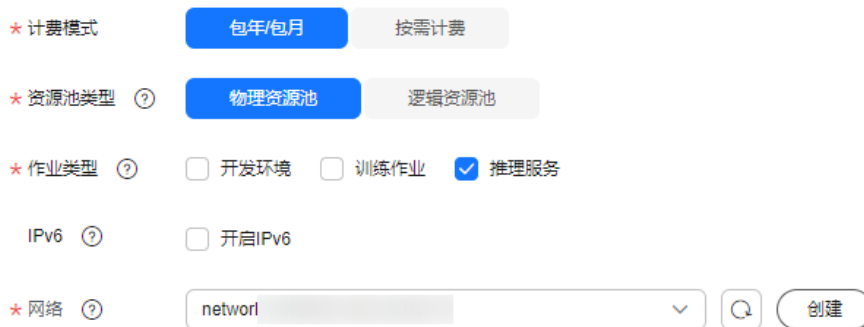 * 计费模式 包年/包月 按需计费
* 资源池类型 ? 物理资源池 逻辑资源池
* 作业类型 ? 开发环境 训练作业 推理服务
IPv6 ? 开启IPv6
* 网络 ? 创建